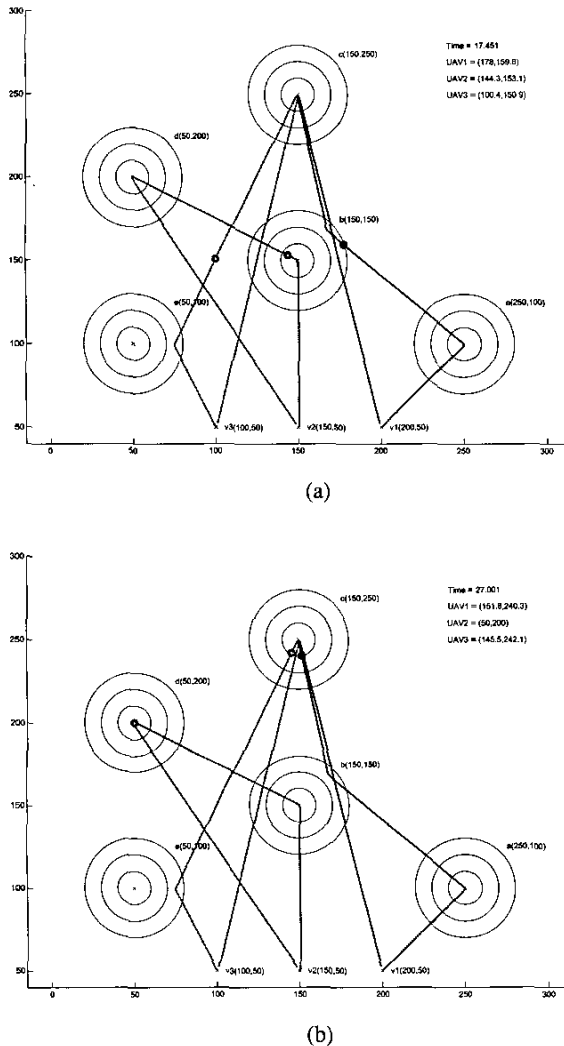 300
250
200
150
100
50
0 50 100 150 200 250 300
c(150,250)
Time = 17.451
UAV1 = (178,159.6)
UAV2 = (144.3,153.1)
UAV3 = (100.4,150.9)
d(50,200)
b(150,150)
e(50,100)
a(250,100)
v3(100,50)
v2(150,50)
v1(200,50)
(a)
300
250
200
150
100
50
0 50 100 150 200 250 300
c(150,250)
Time = 27.001
UAV1 = (151.8,240.3)
UAV2 = (50,200)
UAV3 = (145.5,242.1)
d(50,200)
b(150,150)
e(50,100)
a(250,100)
v3(100,50)
v2(150,50)
v1(200,50)
(b)